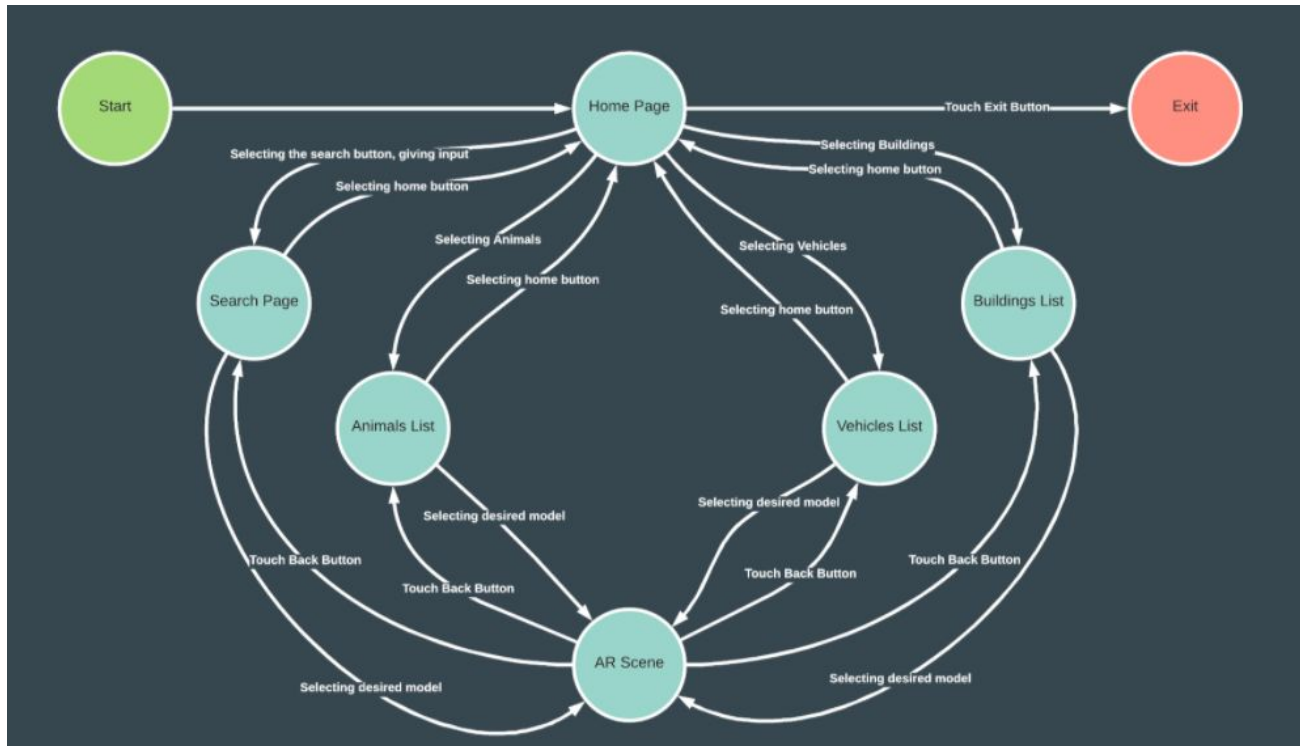 Start
Home Page
Touch Exit Button
Exit
Selecting the search button, giving input
Selecting Buildings
Selecting home button
Selecting home button
Selecting Animals
Selecting Vehicles
Selecting home button
Selecting home button
Search Page
Buildings List
Animals List
Vehicles List
Selecting desired model
Selecting desired model
Touch Back Button
Touch Back Button
Touch Back Button
Touch Back Button
AR Scene
Selecting desired model
Selecting desired model